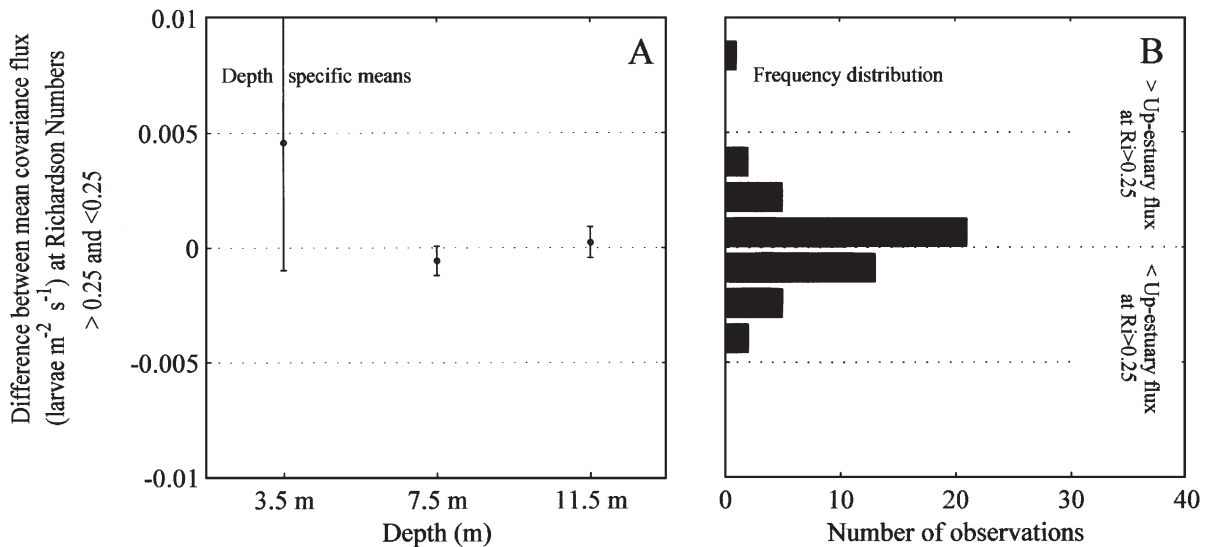 Difference between mean covariance flux
(larvae m-2 s-1) at Richardson Numbers
> 0.25 and <0.25
0.01
0.005
0
-0.005
-0.01
A
Depth specific means
3.5 m
7.5 m
11.5 m
Depth (m)
B
Frequency distribution
> Up-estuary flux
at Ri>0.25
< Up-estuary flux
at Ri>0.25
0
10
20
30
40
Number of observations